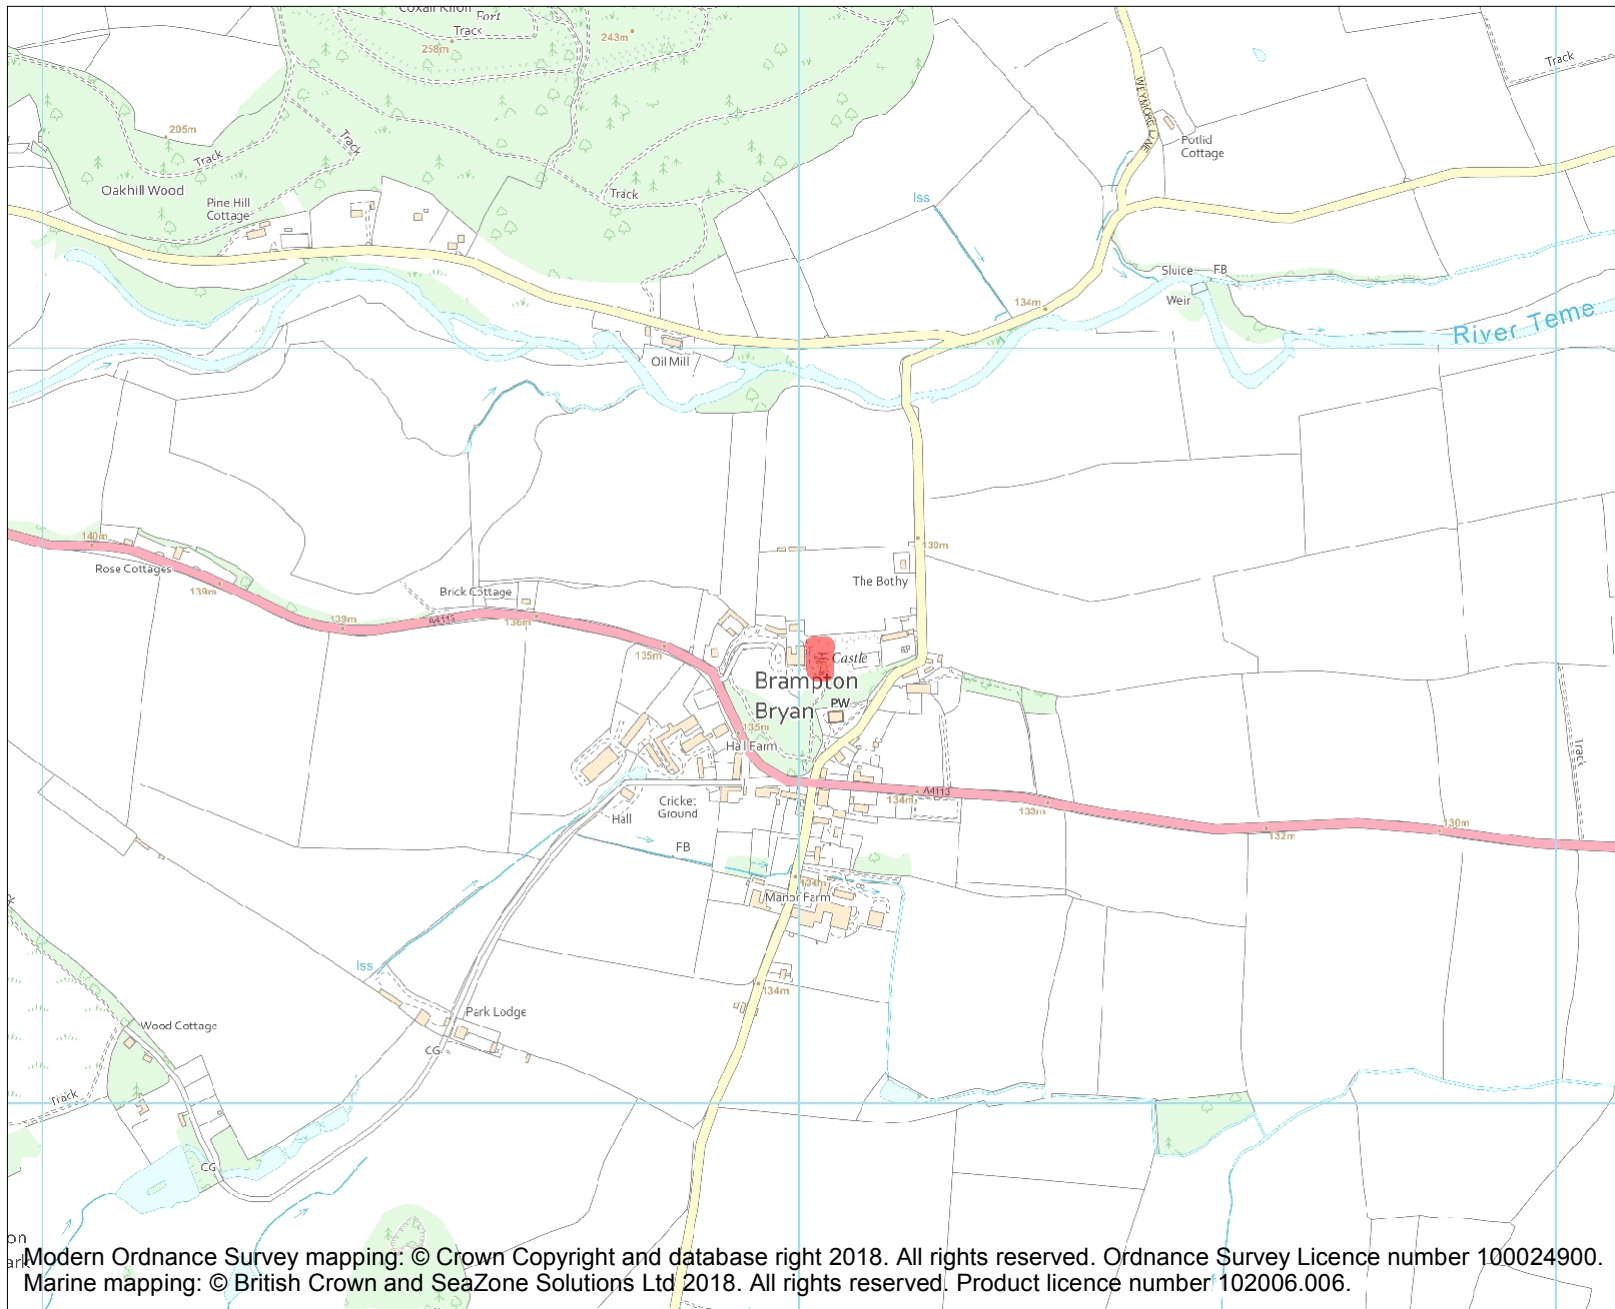 Coxall Knoll
Fort
Track
258m
243m
Track
WEYMORE LANE
Potlid
Cottage
205m
Track
Track
Oakhill Wood
Pine Hill
Cottage
Track
Iss
Sluice
FB
Weir
134m
River Teme
Oil Mill
140m
Rose Cottages
139m
139m
Brick Cottage
A4113
136m
135m
130m
The Bothy
Castle
Brampton
Bryan
PW
135m
Hall Farm
Track
Cricket
Ground
Hall
134m
A4113
133m
132m
130m
FB
134m
Manor Farm
Iss
134m
Park Lodge
CG
Wood Cottage
Track
CG
on
ark
Modern Ordnance Survey mapping: © Crown Copyright and database right 2018. All rights reserved. Ordnance Survey Licence number 100024900.
Marine mapping: © British Crown and SeaZone Solutions Ltd 2018. All rights reserved. Product licence number 102006.006.